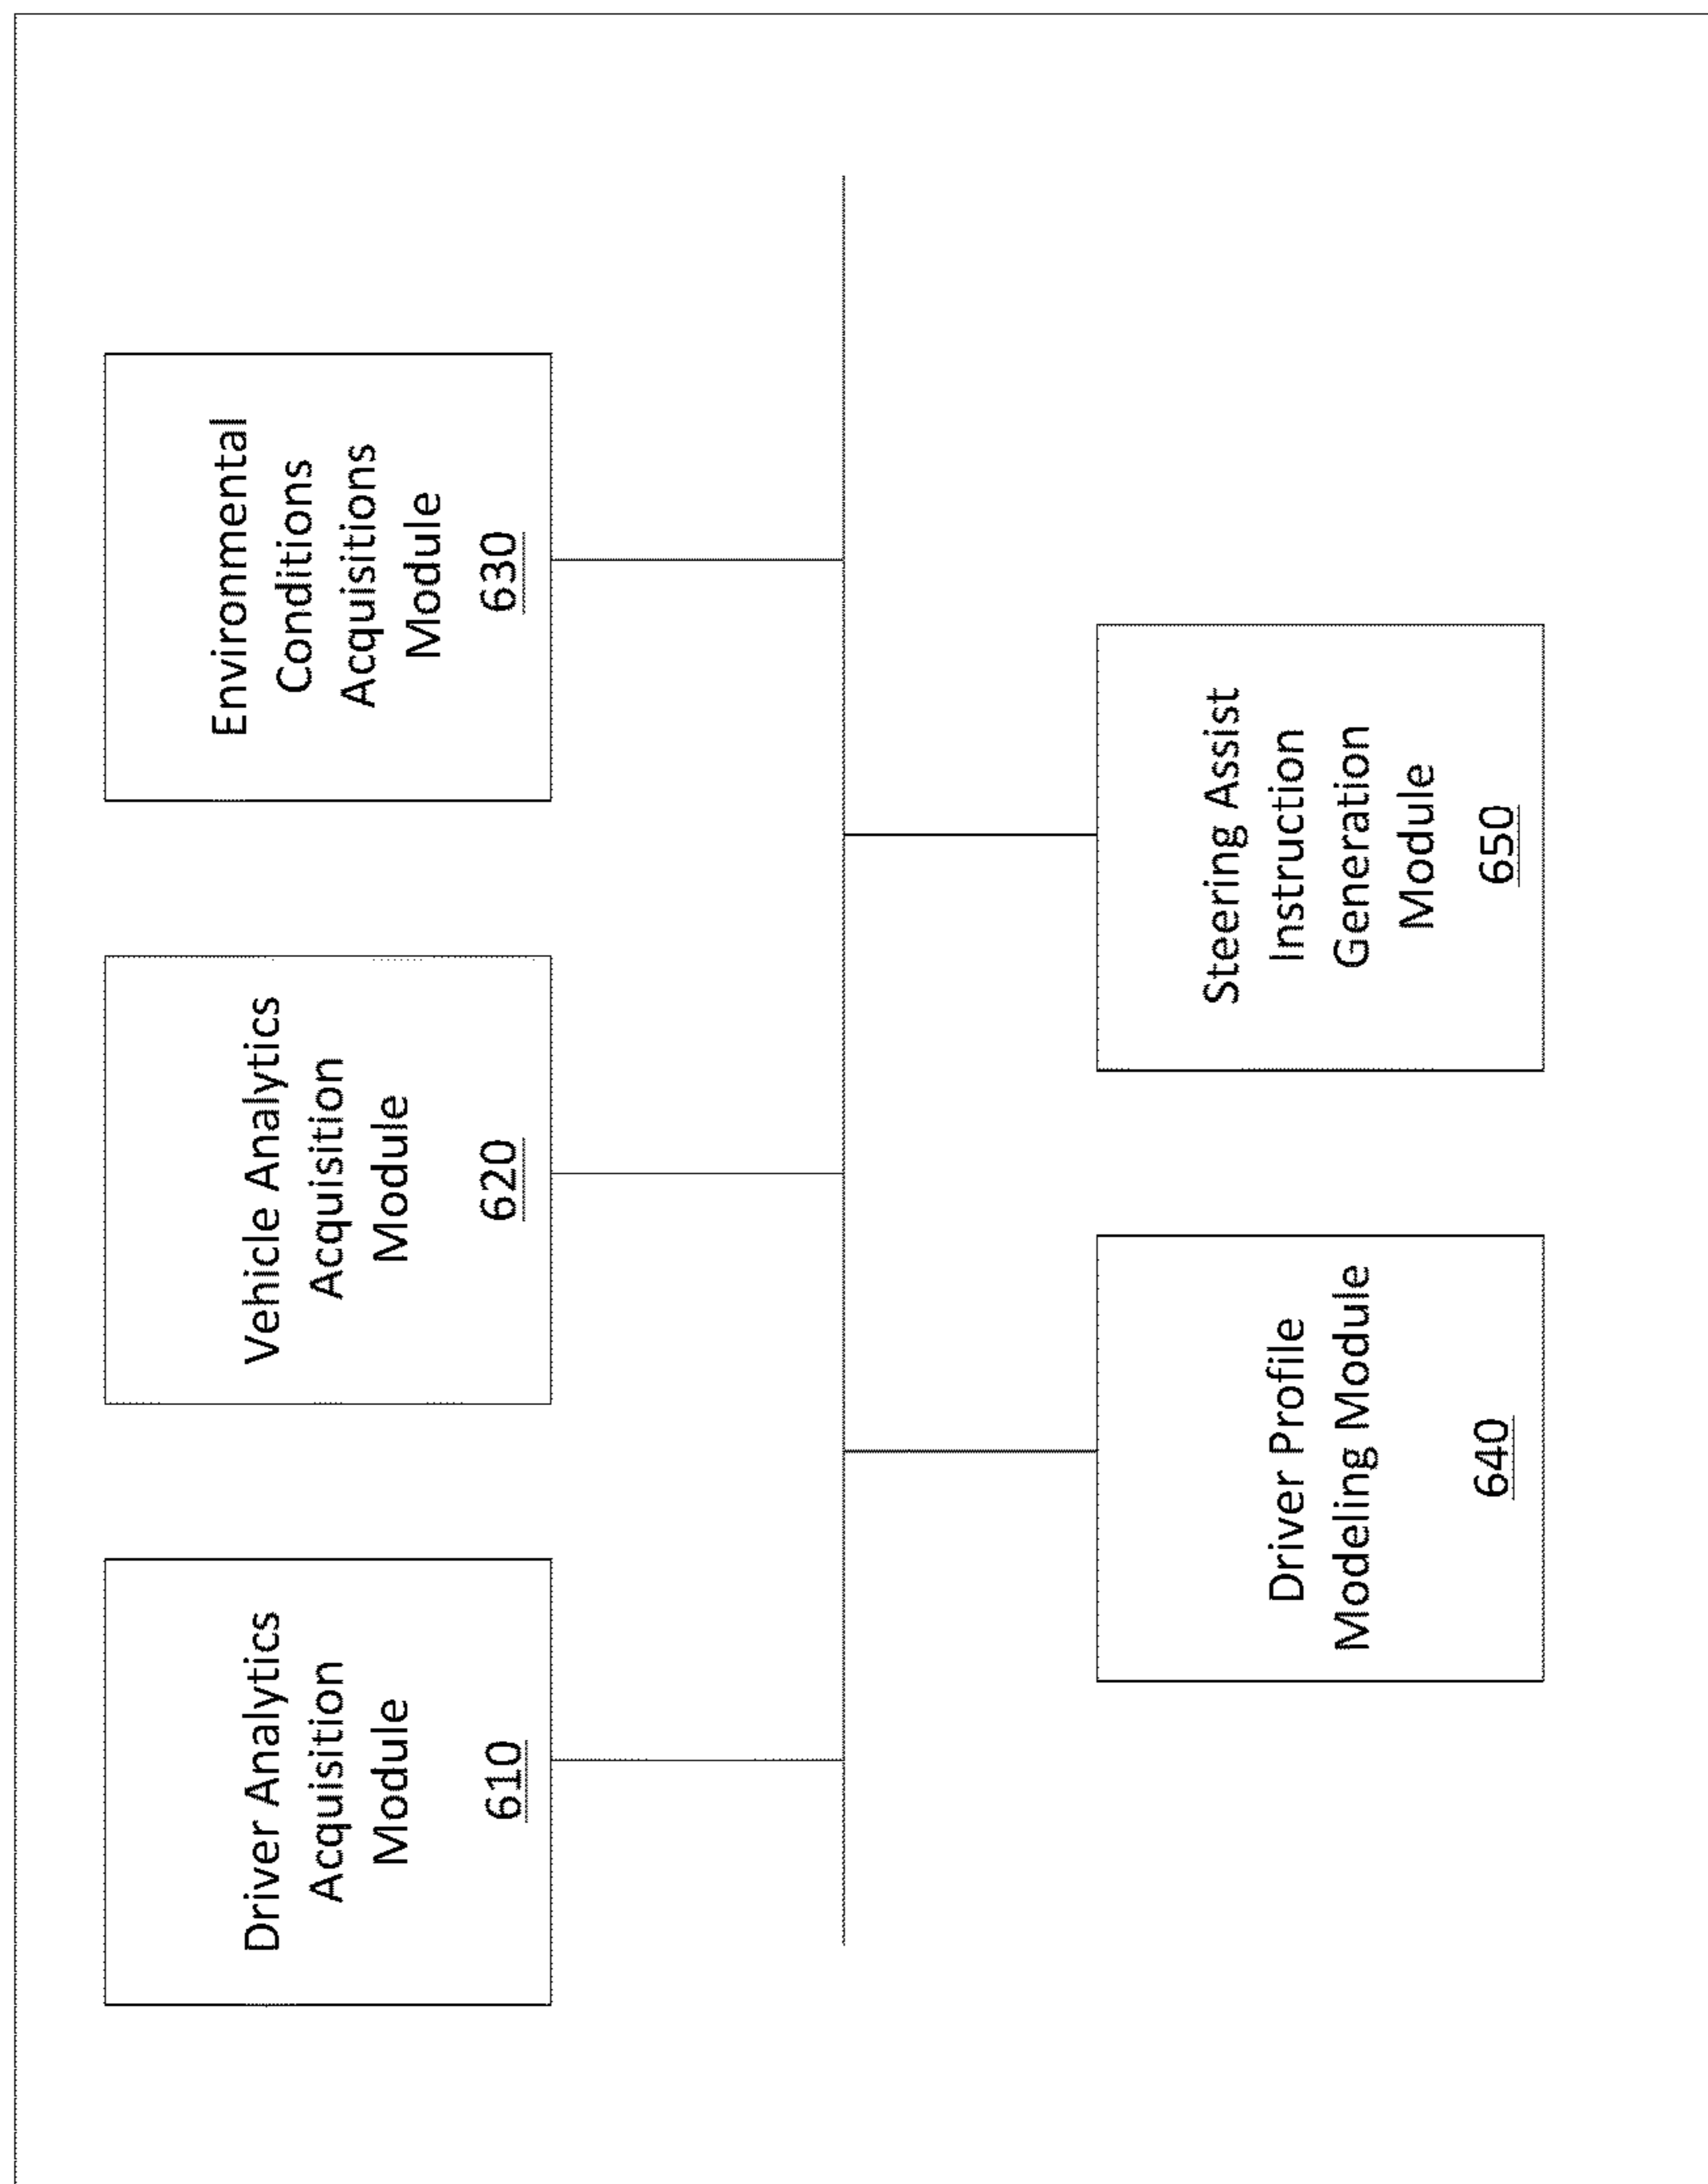 Driver Analytics
Acquisition
Module
610
Vehicle Analytics
Acquisition
Module
620
Environmental
Conditions
Acquisitions
Module
630
Driver Profile
Modeling Module
640
Steering Assist
Instruction
Generation
Module
650